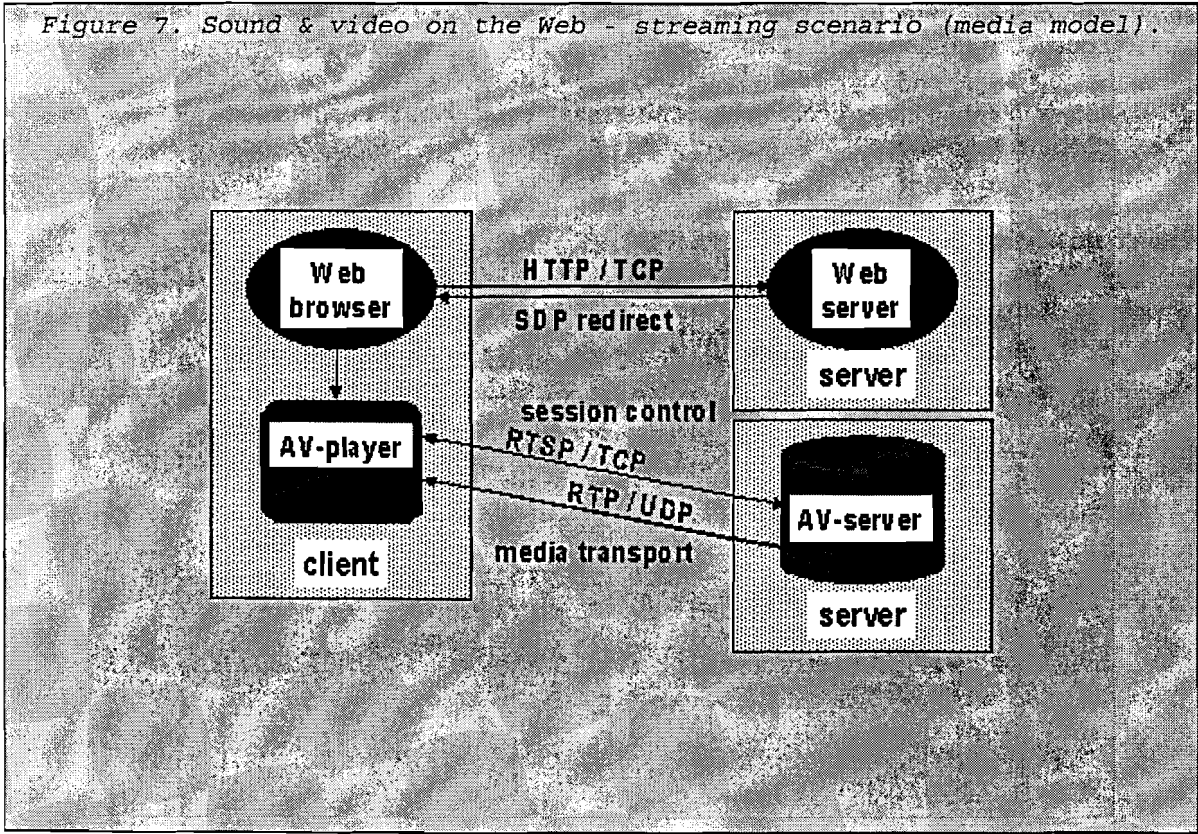 Figure 7. Sound & video on the Web - streaming scenario (media model).
Web
browser
HTTP / TCP
SDP redirect
Web
server
server
AV-player
client
session control
RTSP / TCP
RTP / UDP
media transport
AV-server
server